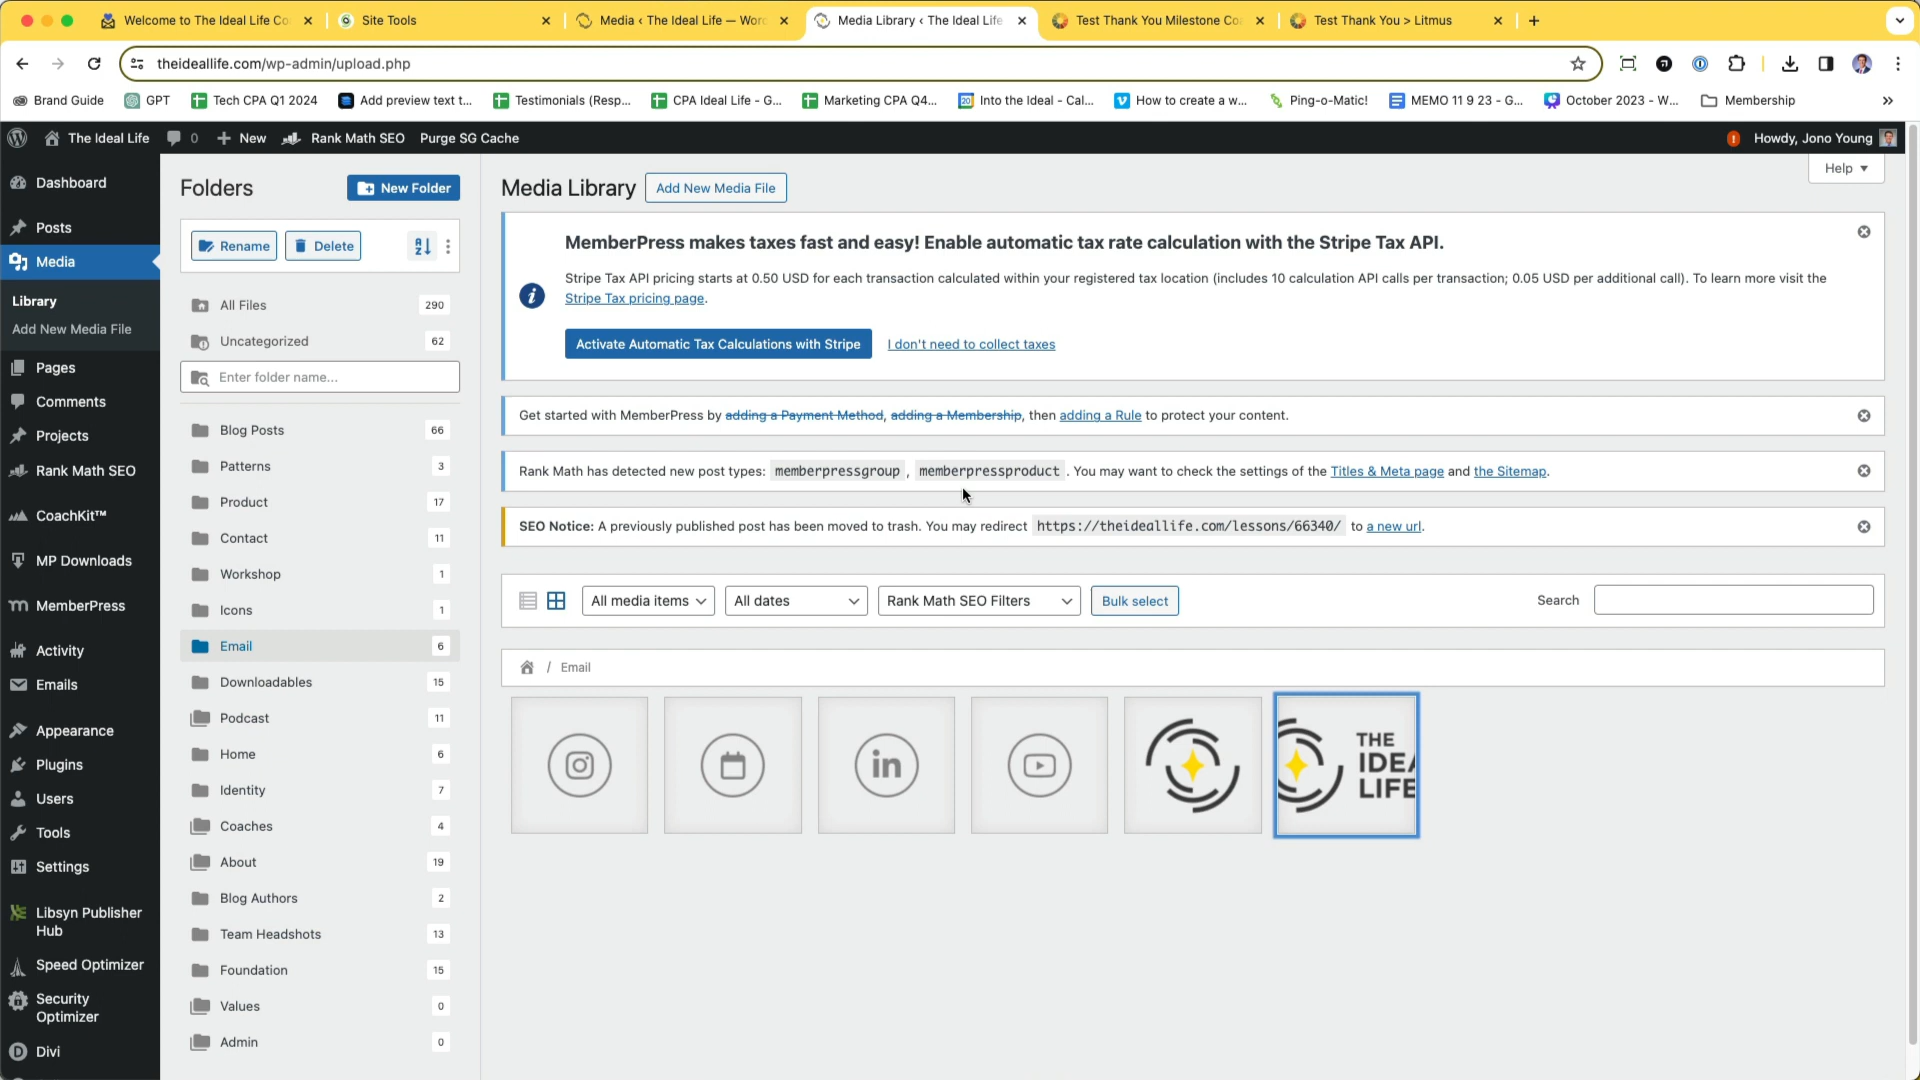 Welcome to The Ideal Life Co
Site Tools
Media ‹ The Ideal Life — Word
Media Library ‹ The Ideal Life
Test Thank You Milestone Co
Test Thank You > Litmus
theideallife.com/wp-admin/upload.php
Brand Guide
GPT
Tech CPA Q1 2024
Add preview text t...
Testimonials (Resp...
CPA Ideal Life - G...
Marketing CPA Q4...
Into the Ideal - Cal...
How to create a w...
Ping-o-Matic!
MEMO 11 9 23 - G...
October 2023 - W...
Membership
The Ideal Life
0
New
Rank Math SEO
Purge SG Cache
Howdy, Jono Young
Dashboard
Posts
Media
Library
Add New Media File
Pages
Comments
Projects
Rank Math SEO
CoachKit™
MP Downloads
MemberPress
Activity
Emails
Appearance
Plugins
Users
Tools
Settings
Libsyn Publisher
Hub
Speed Optimizer
Security
Optimizer
Divi
Folders
New Folder
Rename
Delete
All Files 290
Uncategorized 62
Enter folder name...
Blog Posts 66
Patterns 3
Product 17
Contact 11
Workshop 1
Icons 1
Email 6
Downloadables 15
Podcast 11
Home 6
Identity 7
Coaches 4
About 19
Blog Authors 2
Team Headshots 13
Foundation 15
Values 0
Admin 0
Media Library
Add New Media File
Help
MemberPress makes taxes fast and easy! Enable automatic tax rate calculation with the Stripe Tax API.
Stripe Tax API pricing starts at 0.50 USD for each transaction calculated within your registered tax location (includes 10 calculation API calls per transaction; 0.05 USD per additional call). To learn more visit the
Stripe Tax pricing page.
Activate Automatic Tax Calculations with Stripe
I don't need to collect taxes
Get started with MemberPress by adding a Payment Method, adding a Membership, then adding a Rule to protect your content.
Rank Math has detected new post types: memberpressgroup , memberpressproduct . You may want to check the settings of the Titles & Meta page and the Sitemap.
SEO Notice: A previously published post has been moved to trash. You may redirect https://theideallife.com/lessons/66340/ to a new url.
All media items
All dates
Rank Math SEO Filters
Bulk select
Search
/ Email
in
THE
IDEA
LIFE